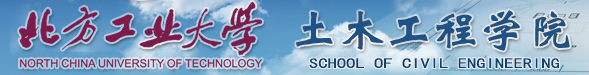 北方工业大学
NORTH CHINA UNIVERSITY OF TECHNOLOGY
土木工程学院
SCHOOL OF CIVIL ENGINEERING